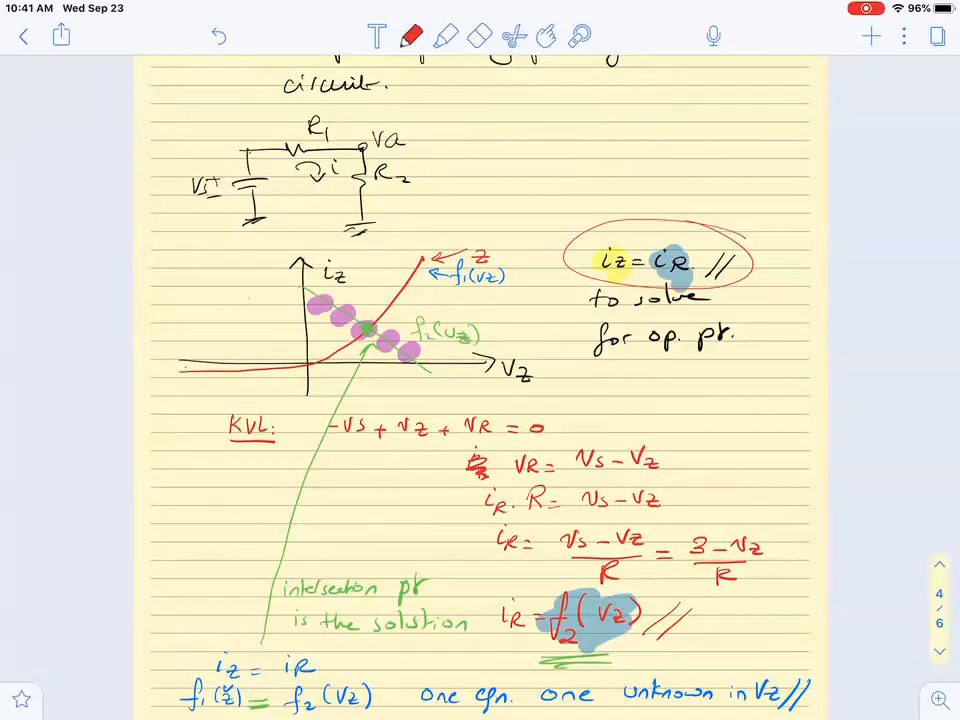 10:41 AM Wed Sep 23
96%
circuit.
R1
Va
i
R2
Vs+
iz
z
f1(Vz)
f2(Vz)
Vz
iz = iR //
to solve
for op. pt.
KVL: -Vs + Vz + VR = 0
VR = Vs - Vz
iR. R = Vs - Vz
iR = Vs - Vz / R = 3 - Vz / R
intersection pt
is the solution
iR = f2(Vz) //
iz = iR
f1(Vz) = f2(Vz) one eqn. one unknown in Vz //
4
/
6